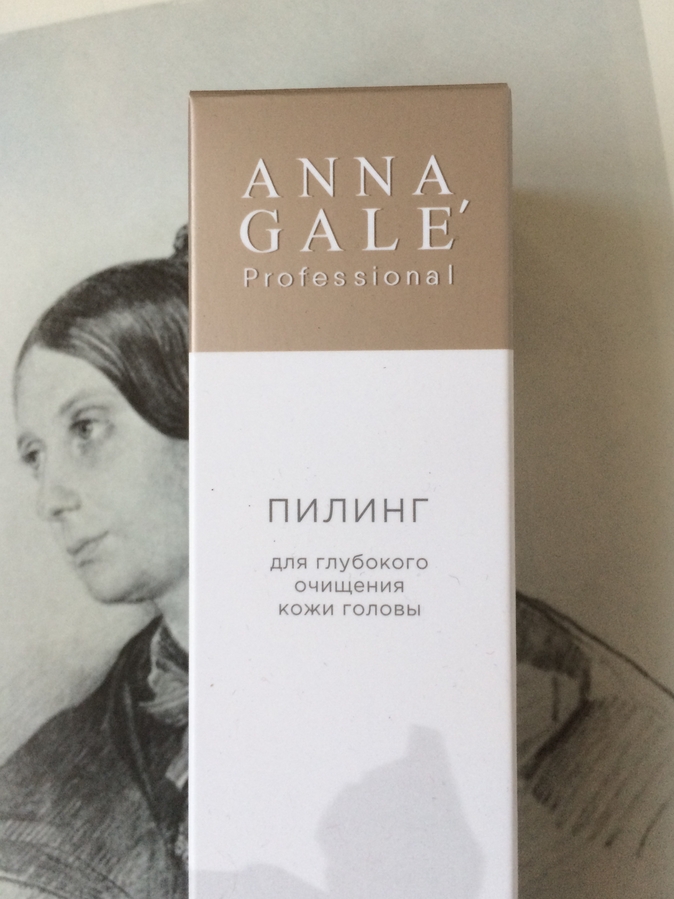 ANNA
GALE´
Professional
ПИЛИНГ
для глубокого
очищения
кожи головы